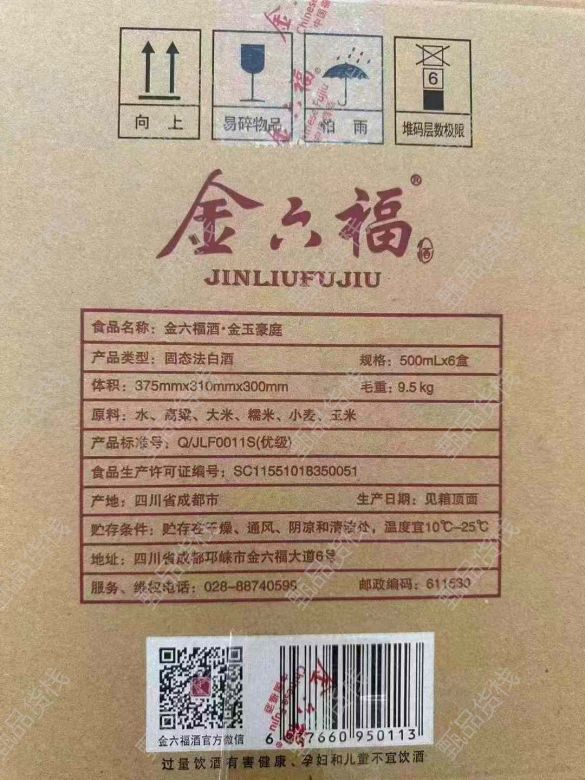 6
向 上
易碎物品
怕 雨
堆码层数极限
金六福®
酒
JINLIUFUJIU
食品名称：金六福酒·金玉豪庭
产品类型：固态法白酒 规格：500mLx6盒
体积：375mmx310mmx300mm 毛重：9.5kg
原料：水、高粱、大米、糯米、小麦、玉米
产品标准号：Q/JLF0011S(优级)
食品生产许可证编号：SC11551018350051
产地：四川省成都市 生产日期：见箱顶面
贮存条件：贮存在干燥、通风、阴凉和清洁处，温度宜10℃-25℃
地址：四川省成都邛崃市金六福大道6号
服务、维权电话：028-88740599 邮政编码：611530
金六福酒官方微信
过量饮酒有害健康、孕妇和儿童不宜饮酒
甄品货栈